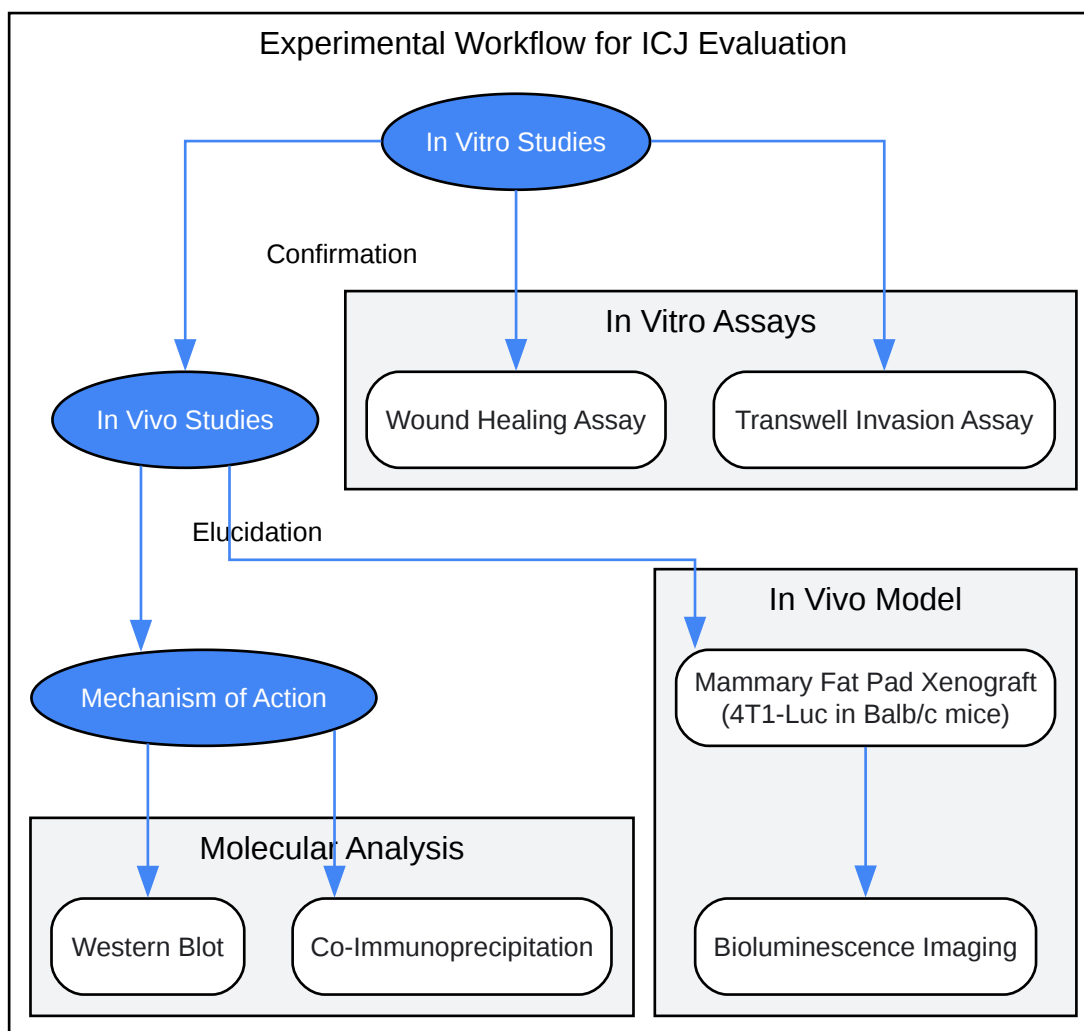 Experimental Workflow for ICJ Evaluation
In Vitro Studies
Confirmation
In Vitro Assays
In Vivo Studies
Wound Healing Assay
Transwell Invasion Assay
Elucidation
In Vivo Model
Mechanism of Action
Mammary Fat Pad Xenograft
(4T1-Luc in Balb/c mice)
Molecular Analysis
Western Blot
Co-Immunoprecipitation
Bioluminescence Imaging